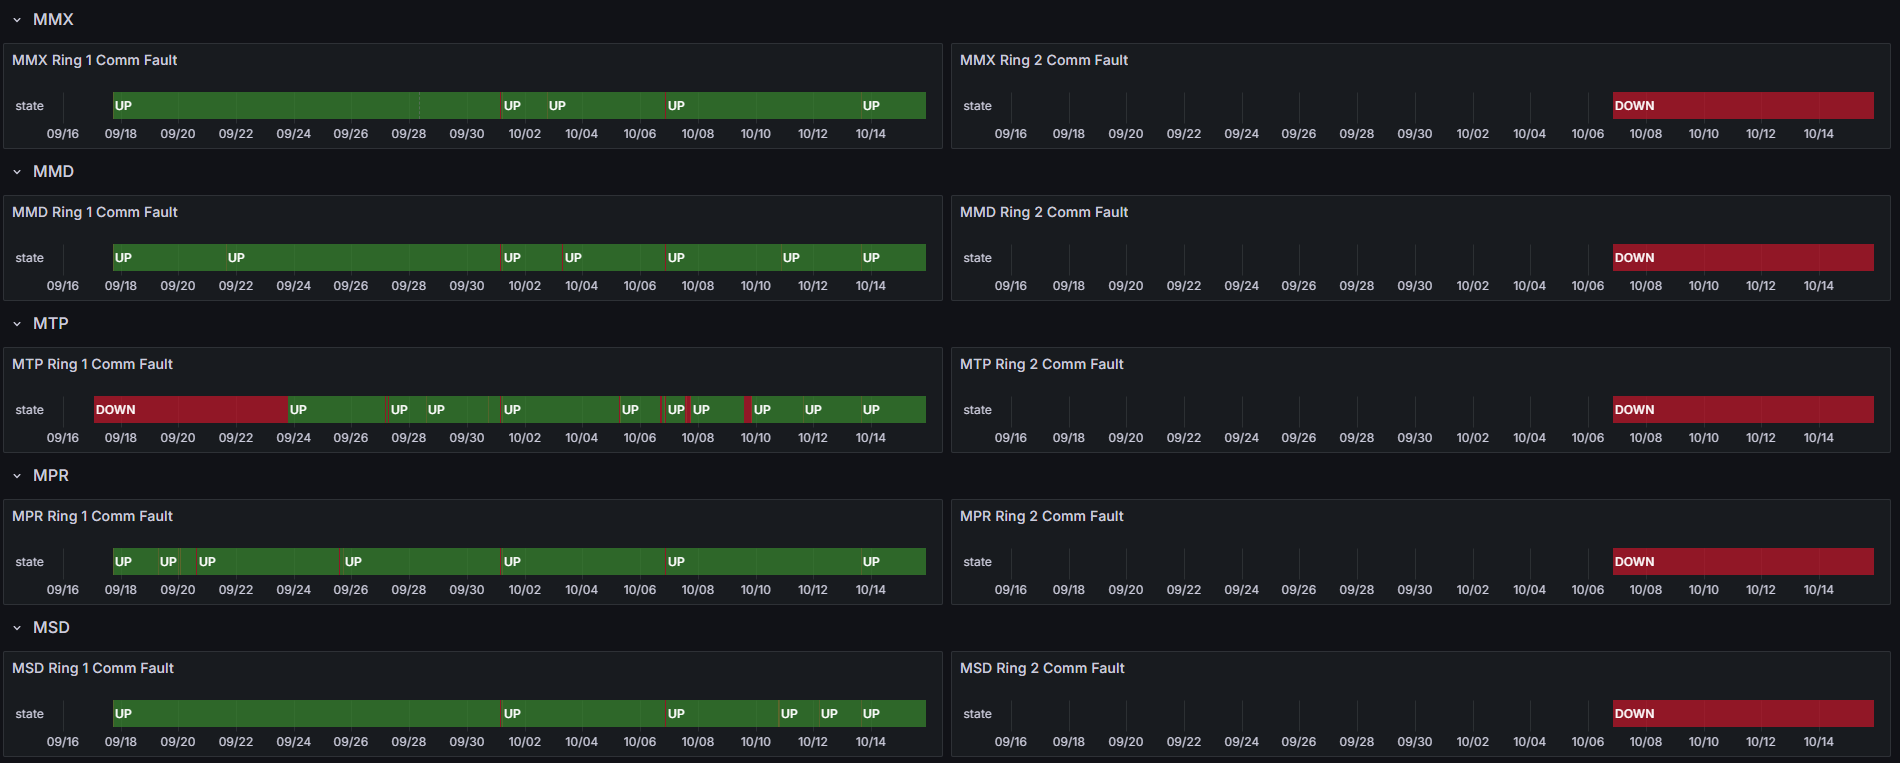 MMX
MMX Ring 1 Comm Fault
state UP UP UP UP UP
09/16 09/18 09/20 09/22 09/24 09/26 09/28 09/30 10/02 10/04 10/06 10/08 10/10 10/12 10/14
MMX Ring 2 Comm Fault
state DOWN
09/16 09/18 09/20 09/22 09/24 09/26 09/28 09/30 10/02 10/04 10/06 10/08 10/10 10/12 10/14
MMD
MMD Ring 1 Comm Fault
state UP UP UP UP UP UP UP
09/16 09/18 09/20 09/22 09/24 09/26 09/28 09/30 10/02 10/04 10/06 10/08 10/10 10/12 10/14
MMD Ring 2 Comm Fault
state DOWN
09/16 09/18 09/20 09/22 09/24 09/26 09/28 09/30 10/02 10/04 10/06 10/08 10/10 10/12 10/14
MTP
MTP Ring 1 Comm Fault
state DOWN UP UP UP UP UP UP UP UP UP UP
09/16 09/18 09/20 09/22 09/24 09/26 09/28 09/30 10/02 10/04 10/06 10/08 10/10 10/12 10/14
MTP Ring 2 Comm Fault
state DOWN
09/16 09/18 09/20 09/22 09/24 09/26 09/28 09/30 10/02 10/04 10/06 10/08 10/10 10/12 10/14
MPR
MPR Ring 1 Comm Fault
state UP UP UP UP UP UP UP
09/16 09/18 09/20 09/22 09/24 09/26 09/28 09/30 10/02 10/04 10/06 10/08 10/10 10/12 10/14
MPR Ring 2 Comm Fault
state DOWN
09/16 09/18 09/20 09/22 09/24 09/26 09/28 09/30 10/02 10/04 10/06 10/08 10/10 10/12 10/14
MSD
MSD Ring 1 Comm Fault
state UP UP UP UP UP UP
09/16 09/18 09/20 09/22 09/24 09/26 09/28 09/30 10/02 10/04 10/06 10/08 10/10 10/12 10/14
MSD Ring 2 Comm Fault
state DOWN
09/16 09/18 09/20 09/22 09/24 09/26 09/28 09/30 10/02 10/04 10/06 10/08 10/10 10/12 10/14